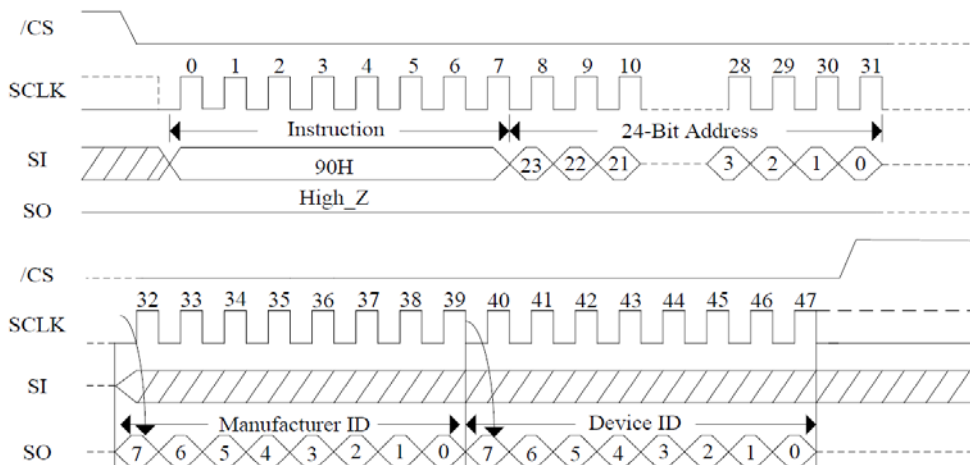 /CS
0 1 2 3 4 5 6 7 8 9 10 28 29 30 31
SCLK
Instruction 24-Bit Address
SI 90H 23 22 21 3 2 1 0
High_Z
SO
/CS
32 33 34 35 36 37 38 39 40 41 42 43 44 45 46 47
SCLK
SI
Manufacturer ID Device ID
SO 7 6 5 4 3 2 1 0 7 6 5 4 3 2 1 0